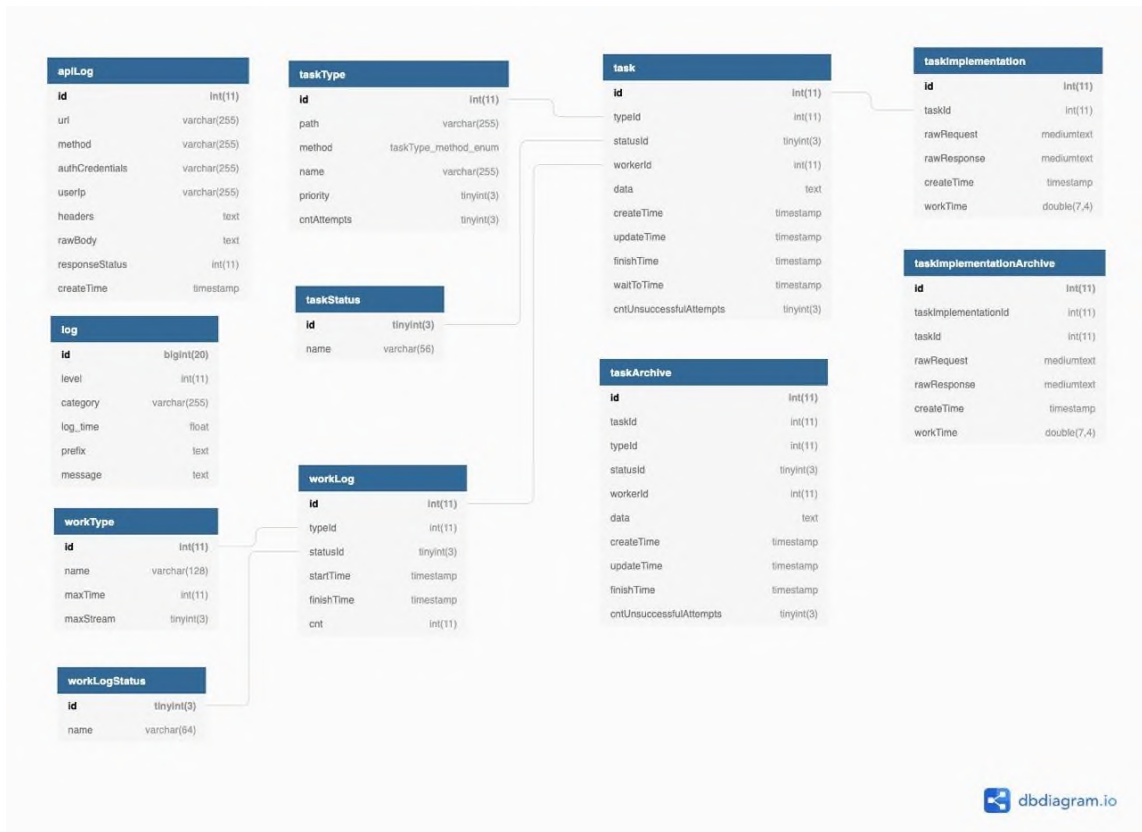 apiLog
id int(11)
url varchar(255)
method varchar(255)
authCredentials varchar(255)
userIp varchar(255)
headers text
rawBody text
responseStatus int(11)
createTime timestamp
log
id bigint(20)
level int(11)
category varchar(255)
log_time float
prefix text
message text
workType
id int(11)
name varchar(128)
maxTime int(11)
maxStream tinyint(3)
workLogStatus
id tinyint(3)
name varchar(64)
taskType
id int(11)
path varchar(255)
method taskType_method_enum
name varchar(255)
priority tinyint(3)
cntAttempts tinyint(3)
taskStatus
id tinyint(3)
name varchar(56)
workLog
id int(11)
typeId int(11)
statusId tinyint(3)
startTime timestamp
finishTime timestamp
cnt int(11)
task
id int(11)
typeId int(11)
statusId tinyint(3)
workerId int(11)
data text
createTime timestamp
updateTime timestamp
finishTime timestamp
waitToTime timestamp
cntUnsuccessfulAttempts tinyint(3)
taskArchive
id int(11)
taskId int(11)
typeId int(11)
statusId tinyint(3)
workerId int(11)
data text
createTime timestamp
updateTime timestamp
finishTime timestamp
cntUnsuccessfulAttempts tinyint(3)
taskImplementation
id int(11)
taskId int(11)
rawRequest mediumtext
rawResponse mediumtext
createTime timestamp
workTime double(7,4)
taskImplementationArchive
id int(11)
taskImplementationId int(11)
taskId int(11)
rawRequest mediumtext
rawResponse mediumtext
createTime timestamp
workTime double(7,4)
dbdiagram.io